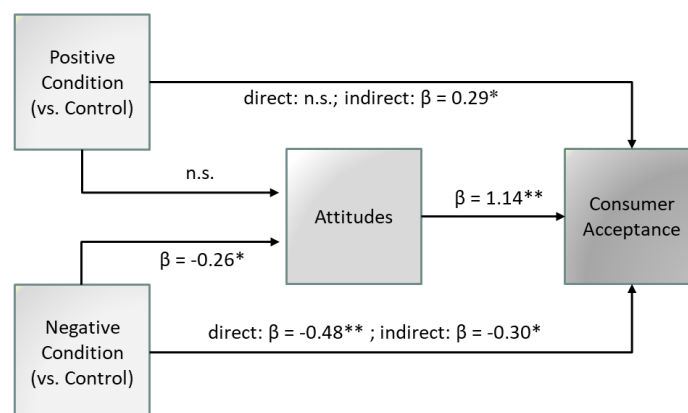 Positive
Condition
(vs. Control)
direct: n.s.; indirect: β = 0.29*
n.s.
Attitudes
β = 1.14**
Consumer
Acceptance
β = -0.26*
Negative
Condition
(vs. Control)
direct: β = -0.48** ; indirect: β = -0.30*